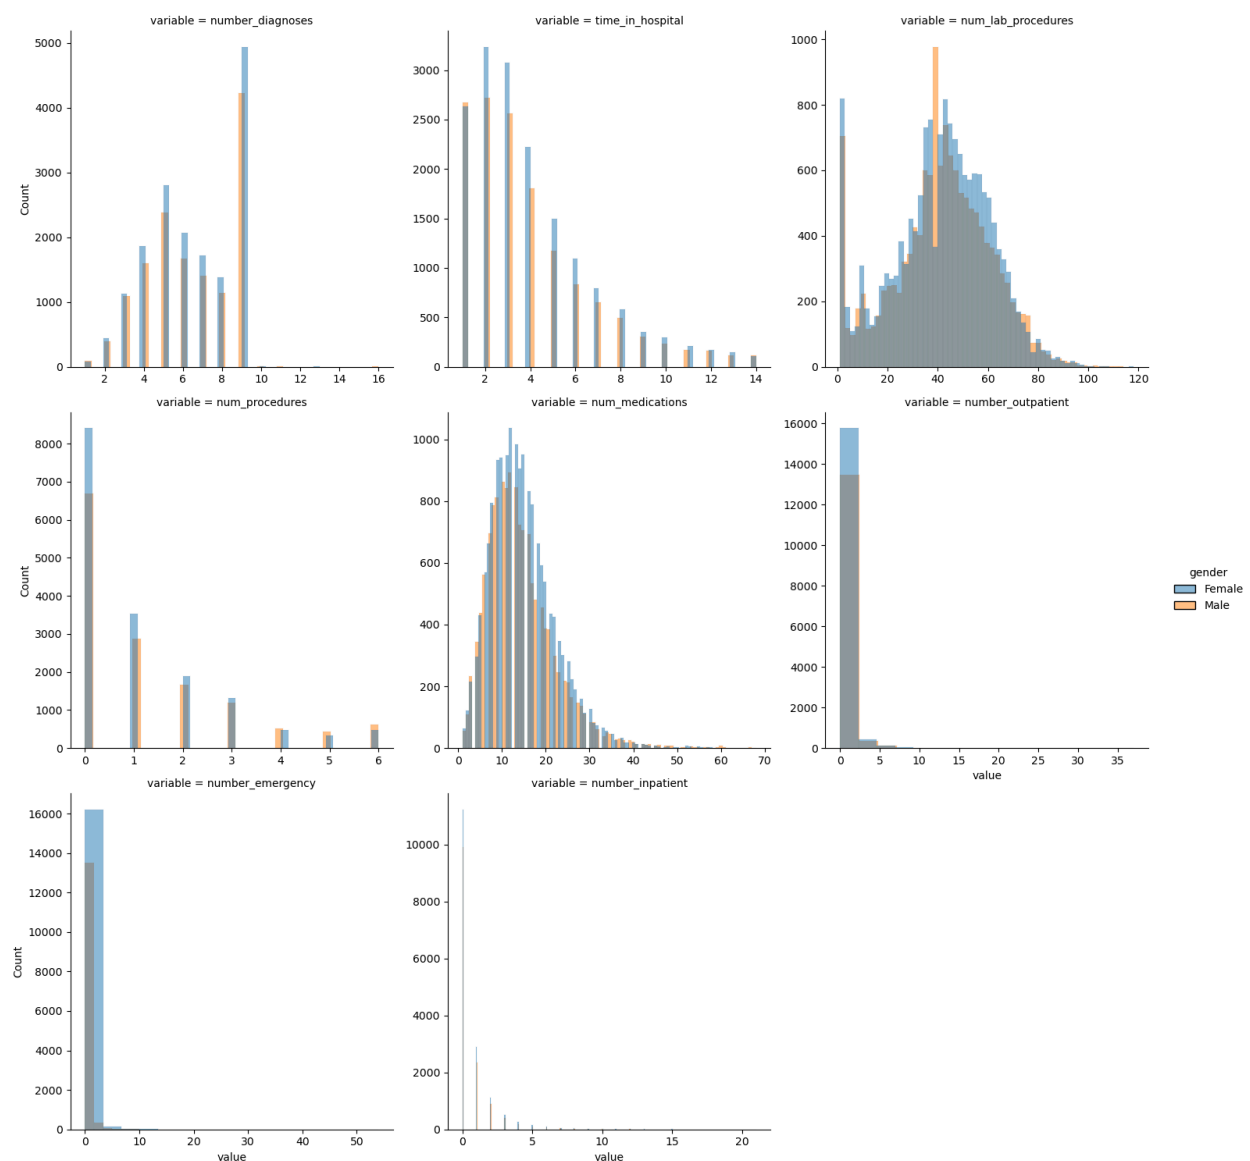 variable = number_diagnoses
5000
4000
3000
2000
1000
0
Count
2 4 6 8 10 12 14 16
variable = time_in_hospital
3000
2500
2000
1500
1000
500
0
2 4 6 8 10 12 14
variable = num_lab_procedures
1000
800
600
400
200
0
0 20 40 60 80 100 120
variable = num_procedures
8000
7000
6000
5000
4000
3000
2000
1000
0
Count
0 1 2 3 4 5 6
variable = num_medications
1000
800
600
400
200
0
0 10 20 30 40 50 60 70
variable = number_outpatient
16000
14000
12000
10000
8000
6000
4000
2000
0
0 5 10 15 20 25 30 35
value
gender
Female
Male
variable = number_emergency
16000
14000
12000
10000
8000
6000
4000
2000
0
Count
0 10 20 30 40 50
value
variable = number_inpatient
10000
8000
6000
4000
2000
0
0 5 10 15 20
value